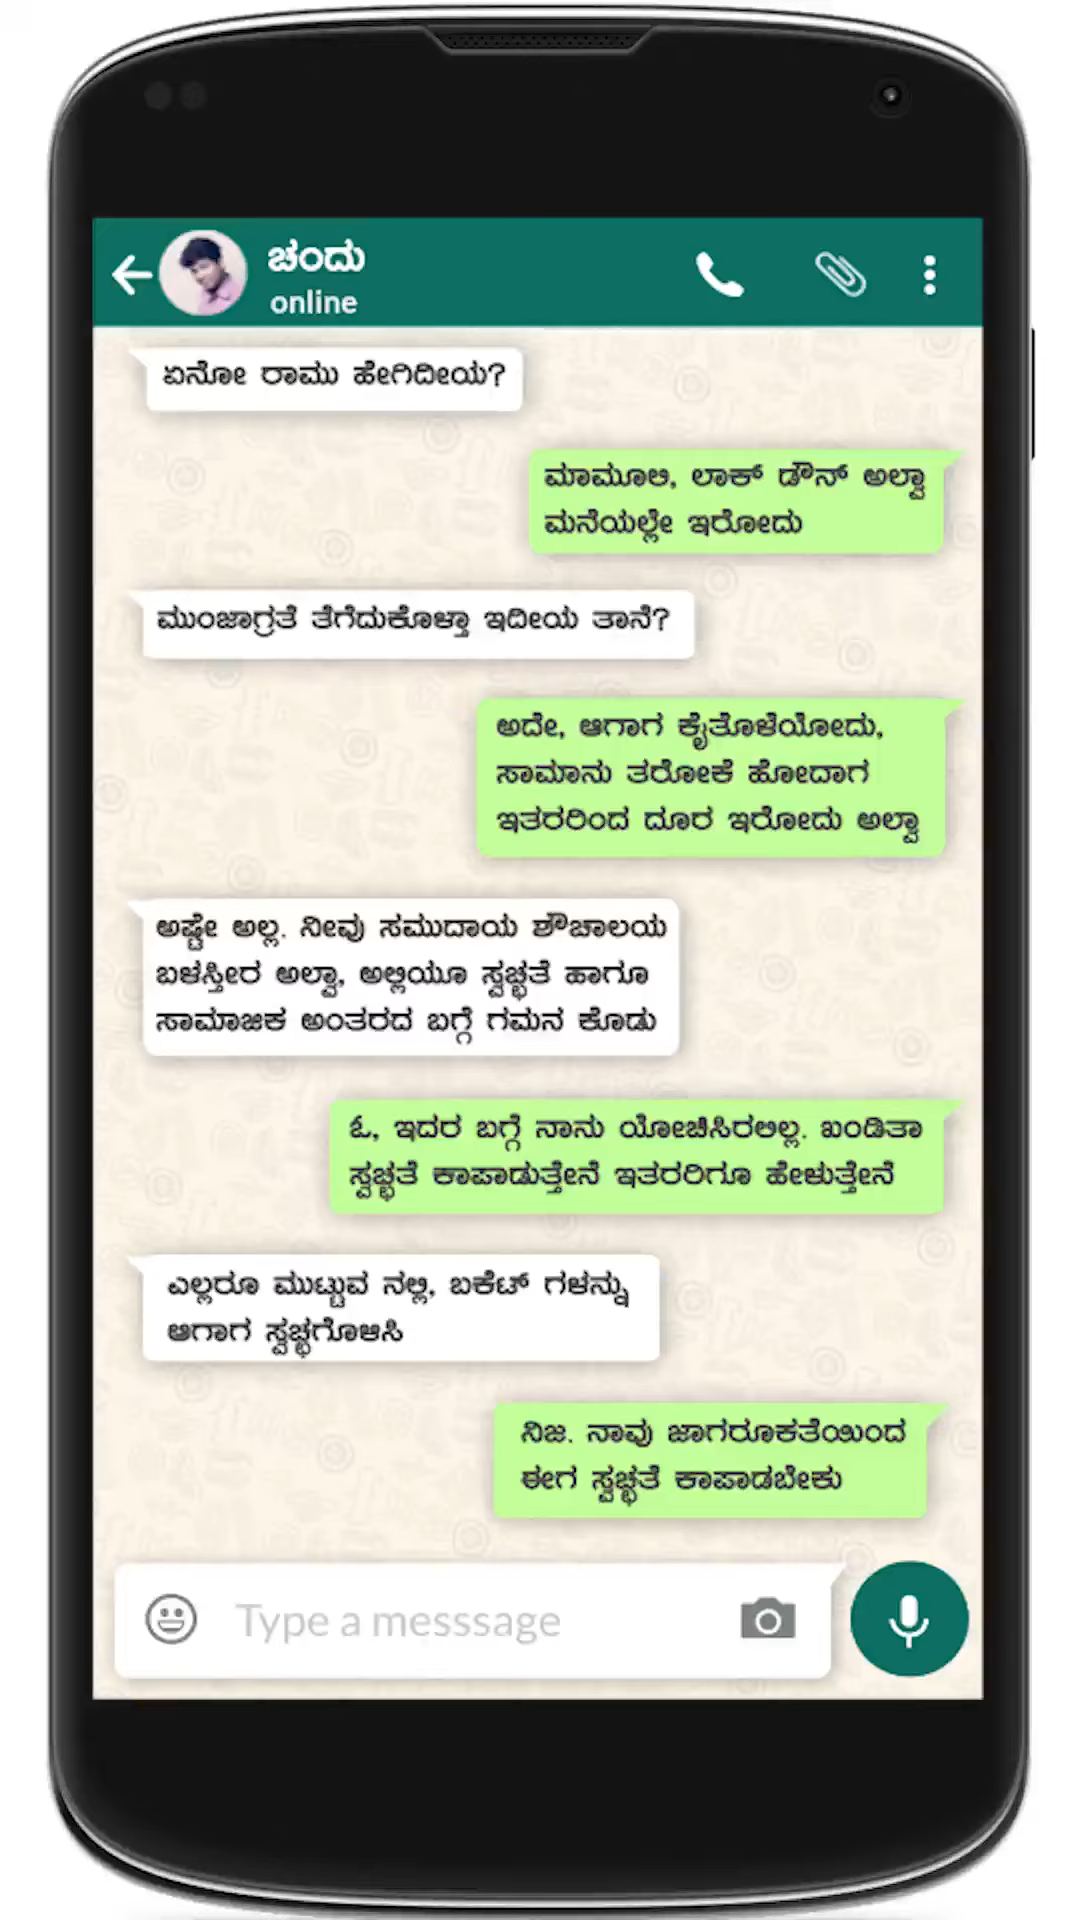 ಚಂದು
online
ಏನೋ ರಾಮು ಹೇಗಿದೀಯ?
ಮಾಮೂಲಿ, ಲಾಕ್ ಡೌನ್ ಅಲ್ವಾ
ಮನೆಯಲ್ಲೇ ಇರೋದು
ಮುಂಜಾಗ್ರತೆ ತೆಗೆದುಕೊಳ್ತಾ ಇದೀಯ ತಾನೆ?
ಅದೇ, ಆಗಾಗ ಕೈತೊಳೆಯೋದು,
ಸಾಮಾನು ತರೋಕೆ ಹೋದಾಗ
ಇತರರಿಂದ ದೂರ ಇರೋದು ಅಲ್ವಾ
ಅಷ್ಟೇ ಅಲ್ಲ. ನೀವು ಸಮುದಾಯ ಶೌಚಾಲಯ
ಬಳಸ್ತೀರ ಅಲ್ವಾ, ಅಲ್ಲಿಯೂ ಸ್ವಚ್ಛತೆ ಹಾಗೂ
ಸಾಮಾಜಿಕ ಅಂತರದ ಬಗ್ಗೆ ಗಮನ ಕೊಡು
ಓ, ಇದರ ಬಗ್ಗೆ ನಾನು ಯೋಚಿಸಿರಲಿಲ್ಲ. ಖಂಡಿತಾ
ಸ್ವಚ್ಛತೆ ಕಾಪಾಡುತ್ತೇನೆ ಇತರರಿಗೂ ಹೇಳುತ್ತೇನೆ
ಎಲ್ಲರೂ ಮುಟ್ಟುವ ನಲ್ಲಿ, ಬಕೆಟ್ ಗಳನ್ನು
ಆಗಾಗ ಸ್ವಚ್ಛಗೊಳಿಸಿ
ನಿಜ. ನಾವು ಜಾಗರೂಕತೆಯಿಂದ
ಈಗ ಸ್ವಚ್ಛತೆ ಕಾಪಾಡಬೇಕು
Type a messsage